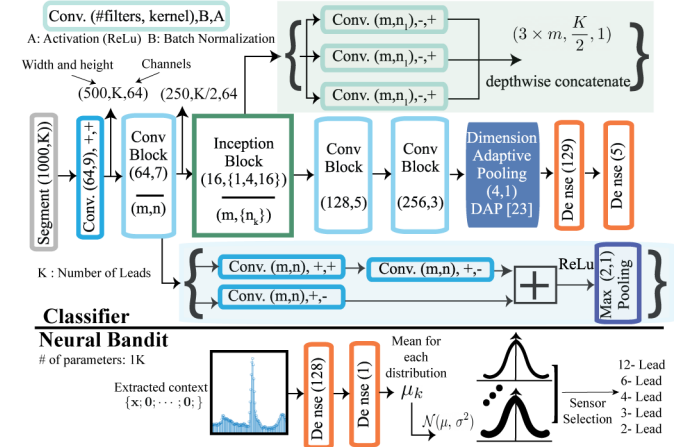 Conv. (#filters, kernel),B,A
A: Activation (ReLu) B: Batch Normalization
Width and height
Channels
(500,K,64)
(250,K/2,64
Conv. (m,n_i),-,+
Conv. (m,n_i),-,+
Conv. (m,n_i),-,+
(3 × m, K/2, 1)
depthwise concatenate
Segment (1000,K))
Conv. (64,9), +,+
Conv
Block
(64,7)
(m,n)
Inception
Block
(16,{1,4,16})
(m,{n_k})
Conv
Block
(128,5)
Conv
Block
(256,3)
Dimension
Adaptive
Pooling
(4,1)
DAP [23]
De nse (129)
De nse (5)
K : Number of Leads
Conv. (m,n), +,+
Conv. (m,n), +,-
Conv. (m,n),+,-
+
ReLu
Max (2,1)
Pooling
Classifier
Neural Bandit
# of parameters: 1K
Extracted context
{x; 0; ⋯ ; 0; }
De nse (128)
De nse (1)
Mean for
each
distribution
μ_k
𝒩(μ, σ²)
Sensor
Selection
12- Lead
6- Lead
4- Lead
3- Lead
2- Lead